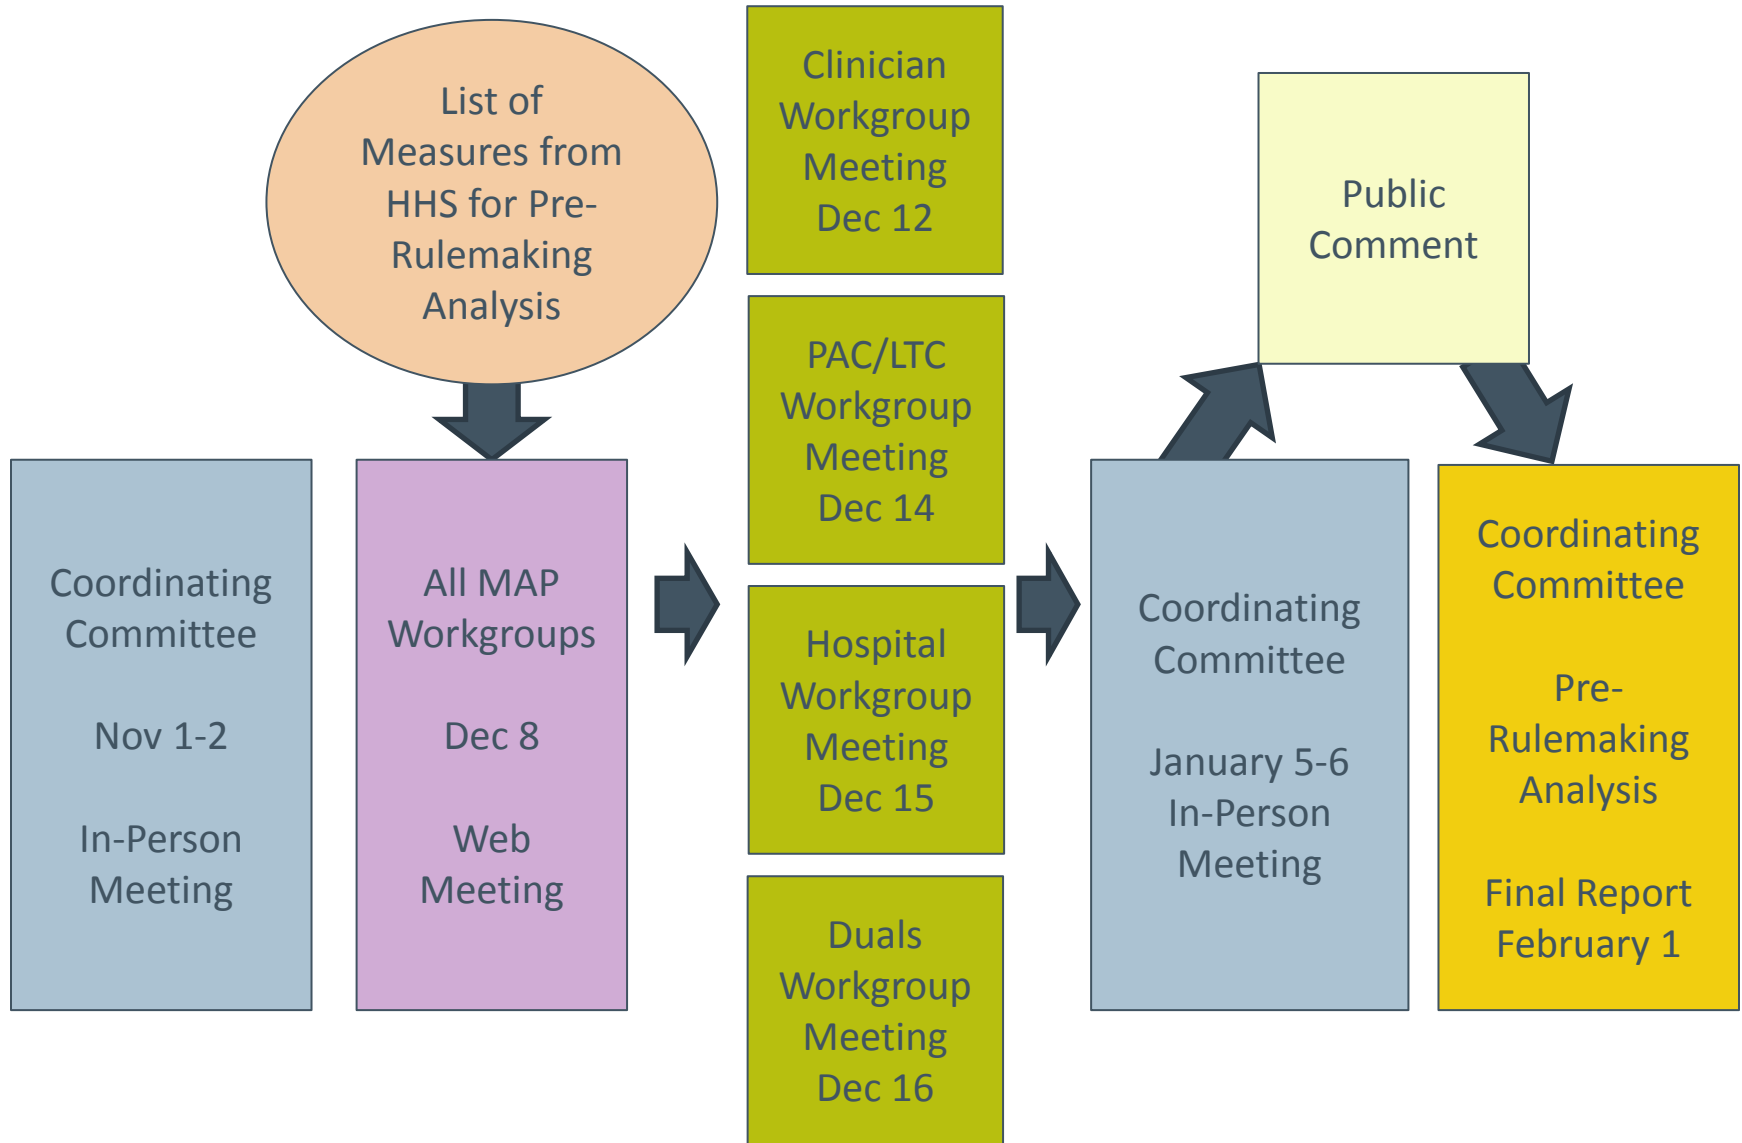 List of
Measures from
HHS for Pre-
Rulemaking
Analysis
Coordinating
Committee
Nov 1-2
In-Person
Meeting
All MAP
Workgroups
Dec 8
Web
Meeting
Clinician
Workgroup
Meeting
Dec 12
PAC/LTC
Workgroup
Meeting
Dec 14
Hospital
Workgroup
Meeting
Dec 15
Duals
Workgroup
Meeting
Dec 16
Coordinating
Committee
January 5-6
In-Person
Meeting
Public
Comment
Coordinating
Committee
Pre-
Rulemaking
Analysis
Final Report
February 1